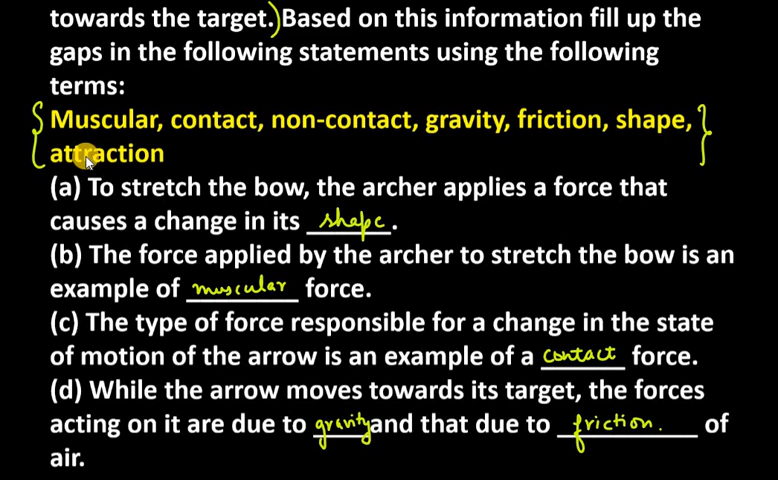 towards the target.) Based on this information fill up the
gaps in the following statements using the following
terms:
Muscular, contact, non-contact, gravity, friction, shape,
attraction
(a) To stretch the bow, the archer applies a force that
causes a change in its shape.
(b) The force applied by the archer to stretch the bow is an
example of muscular force.
(c) The type of force responsible for a change in the state
of motion of the arrow is an example of a contact force.
(d) While the arrow moves towards its target, the forces
acting on it are due to gravity and that due to friction. of
air.